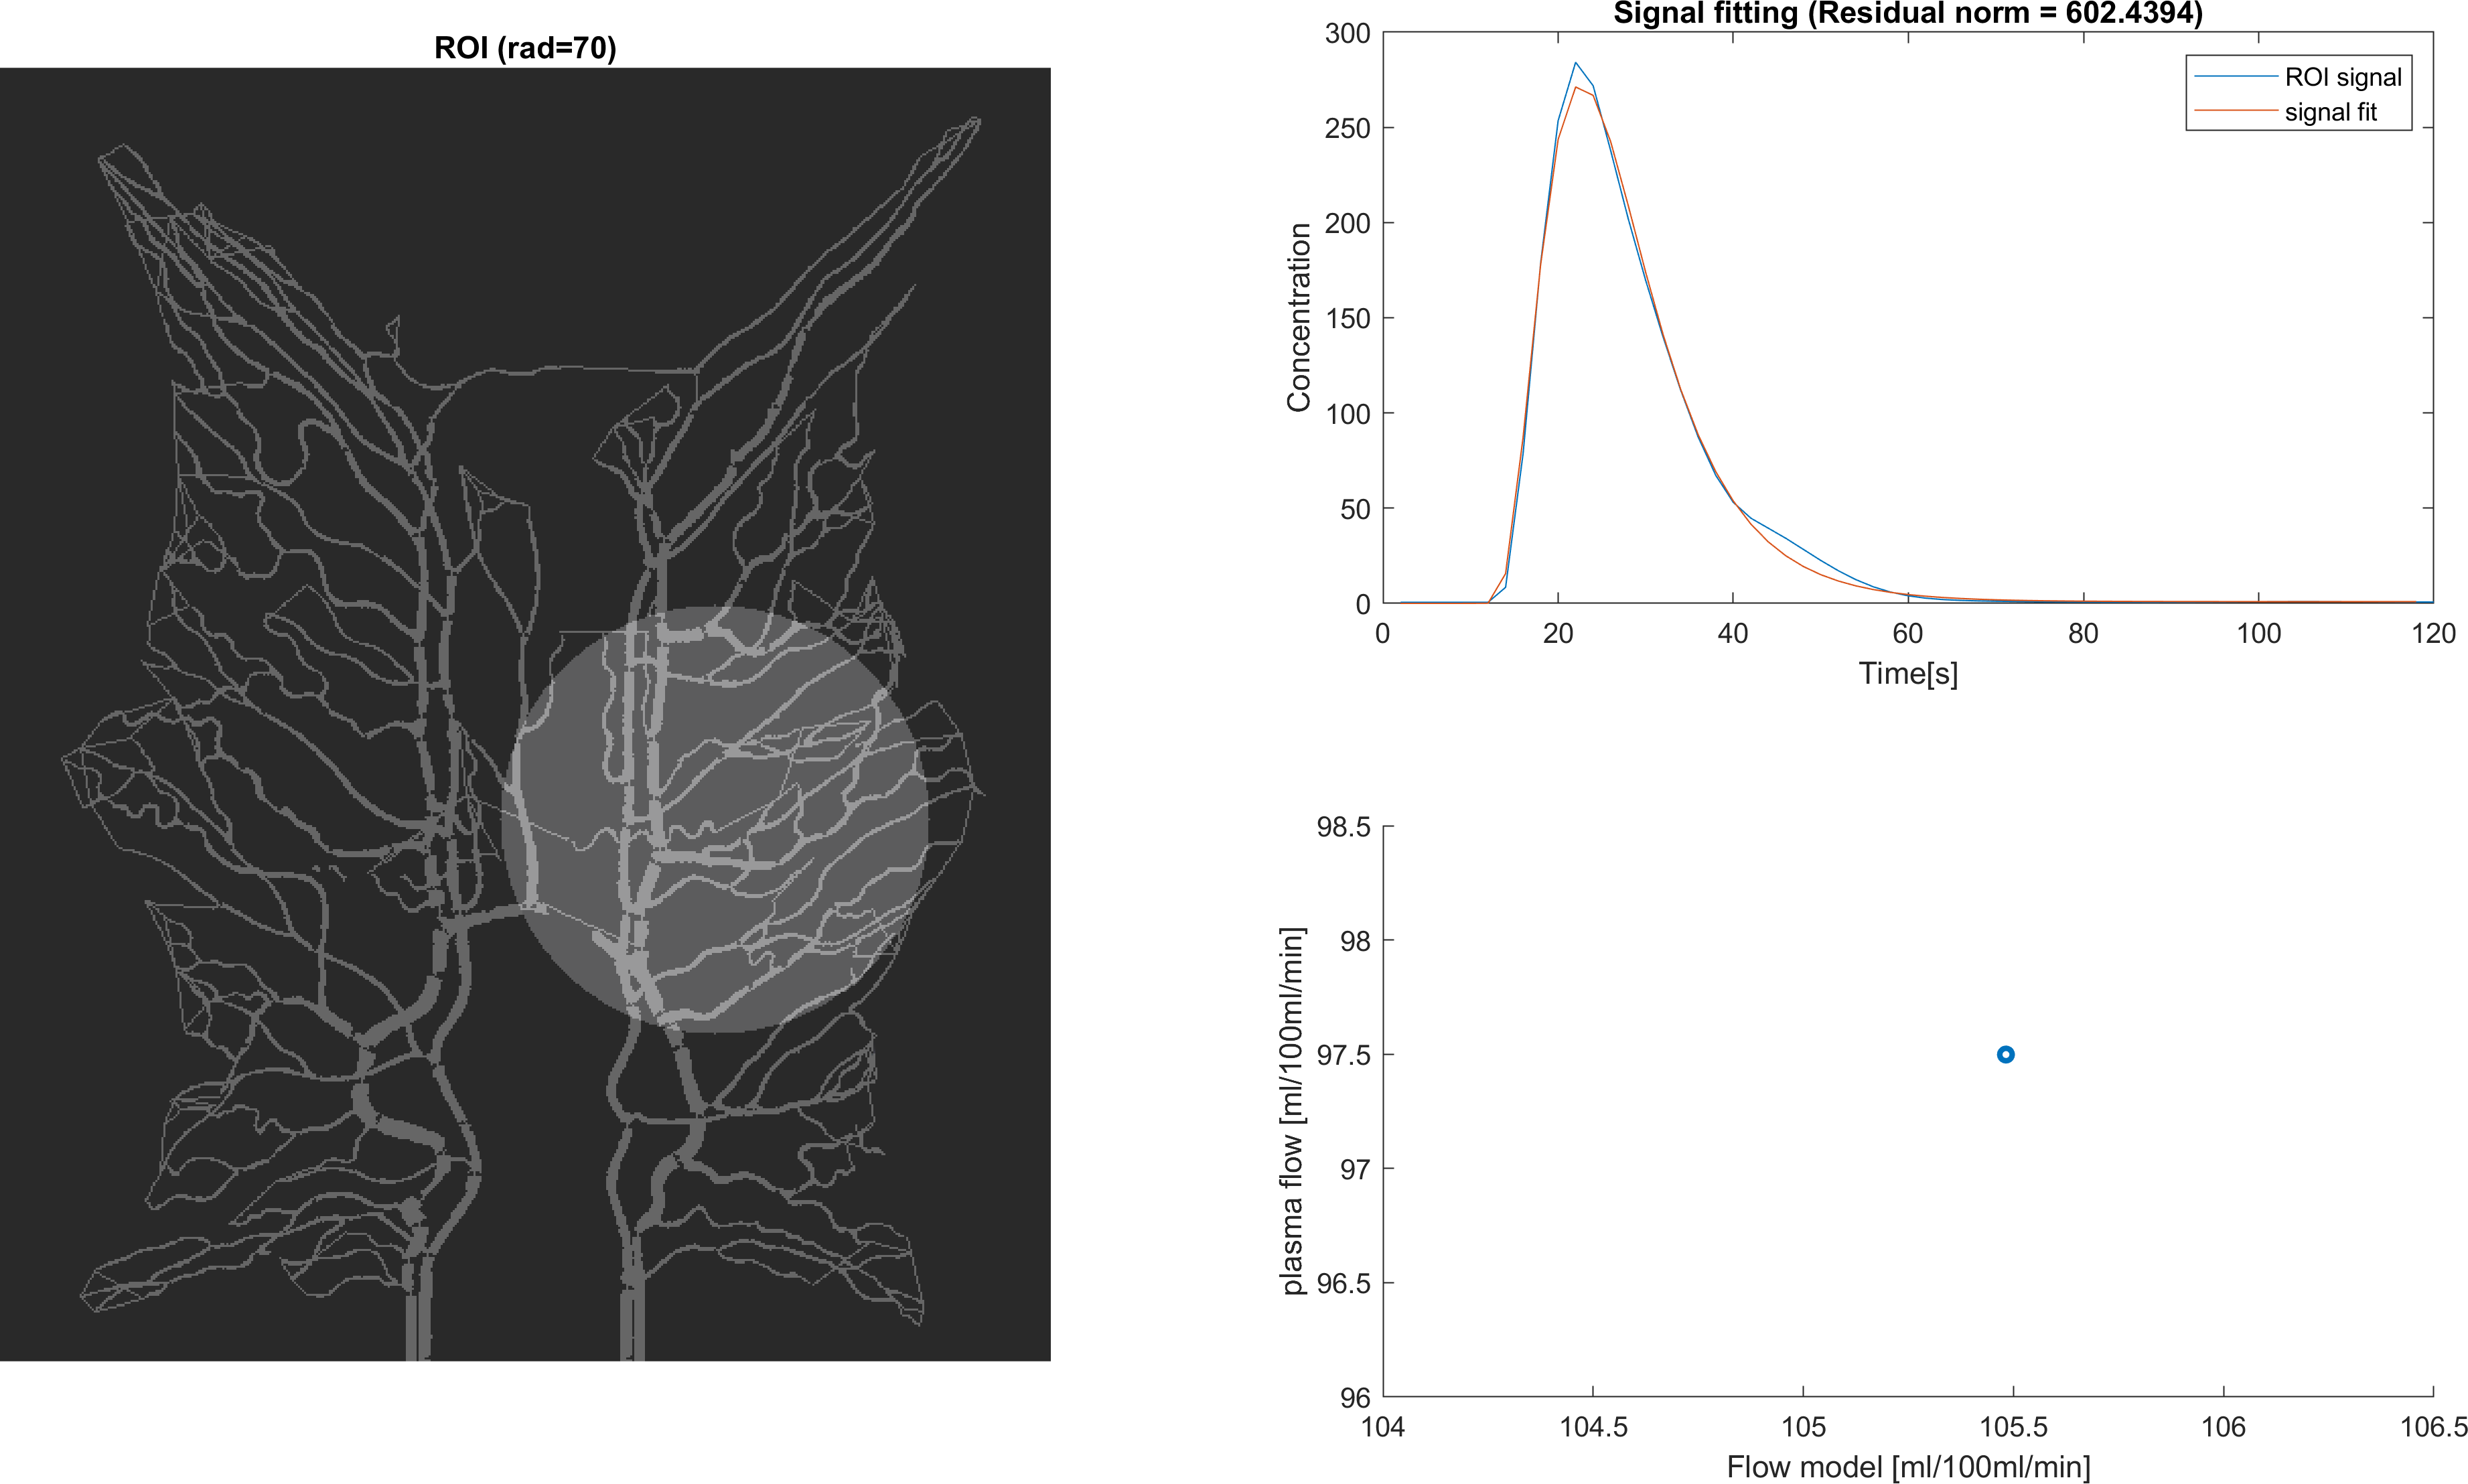 ROI (rad=70)
Signal fitting (Residual norm = 602.4394)
300
250
200
150
100
50
0
Concentration
ROI signal
signal fit
0 20 40 60 80 100 120
Time[s]
98.5
98
97.5
97
96.5
96
plasma flow [ml/100ml/min]
104 104.5 105 105.5 106 106.5
Flow model [ml/100ml/min]